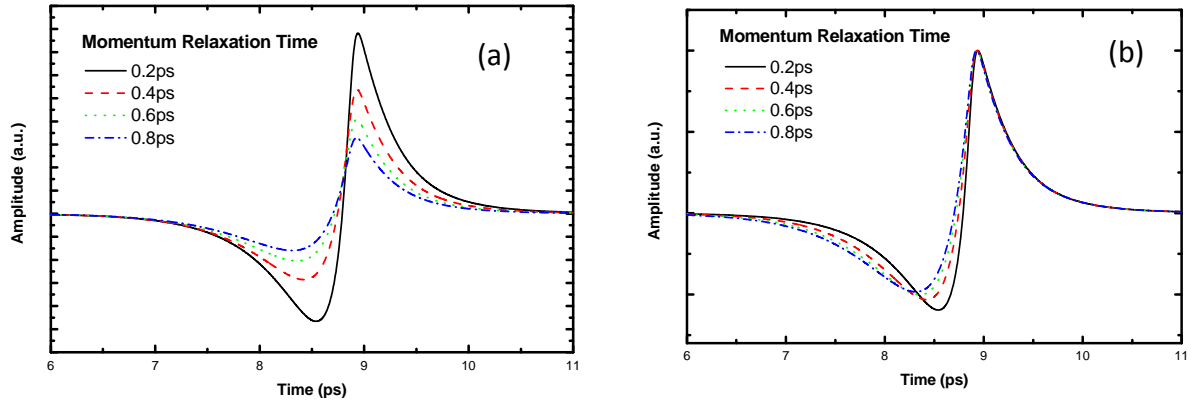 Momentum Relaxation Time
(a)
0.2ps
0.4ps
0.6ps
0.8ps
Amplitude (a.u.)
6 7 8 9 10 11
Time (ps)
Momentum Relaxation Time
(b)
0.2ps
0.4ps
0.6ps
0.8ps
Amplitude (a.u.)
6 7 8 9 10 11
Time (ps)